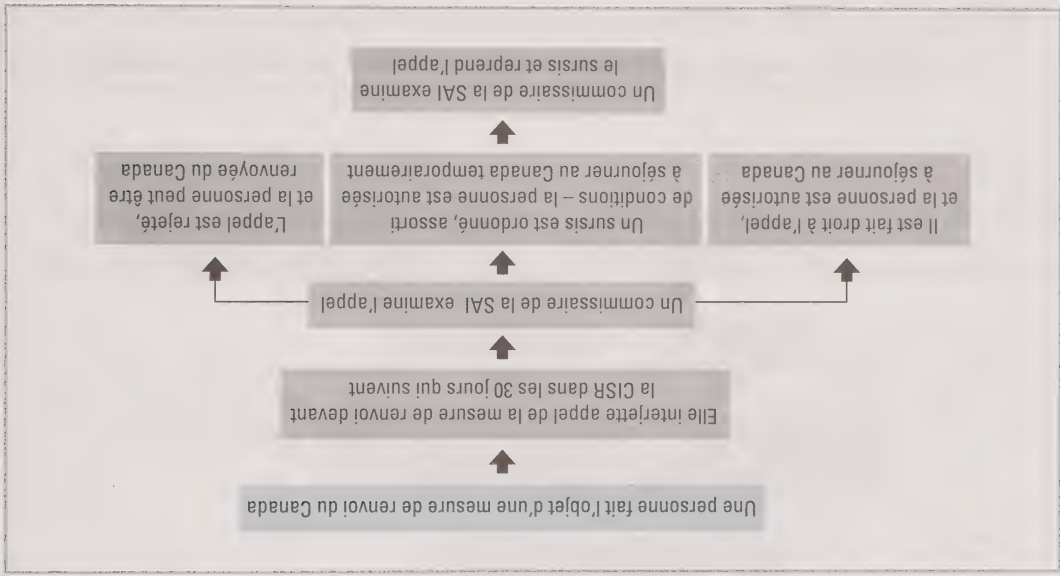 Une personne fait l'objet d'une mesure de renvoi du Canada
Elle interjette appel de la mesure de renvoi devant
la CISR dans les 30 jours qui suivent
Un commissaire de la SAI examine l'appel
Il est fait droit à l'appel,
et la personne est autorisée
à séjourner au Canada
Un sursis est ordonné, assorti
de conditions – la personne est autorisée
à séjourner au Canada temporairement
L'appel est rejeté,
et la personne peut être
renvoyée du Canada
Un commissaire de la SAI examine
le sursis et reprend l'appel